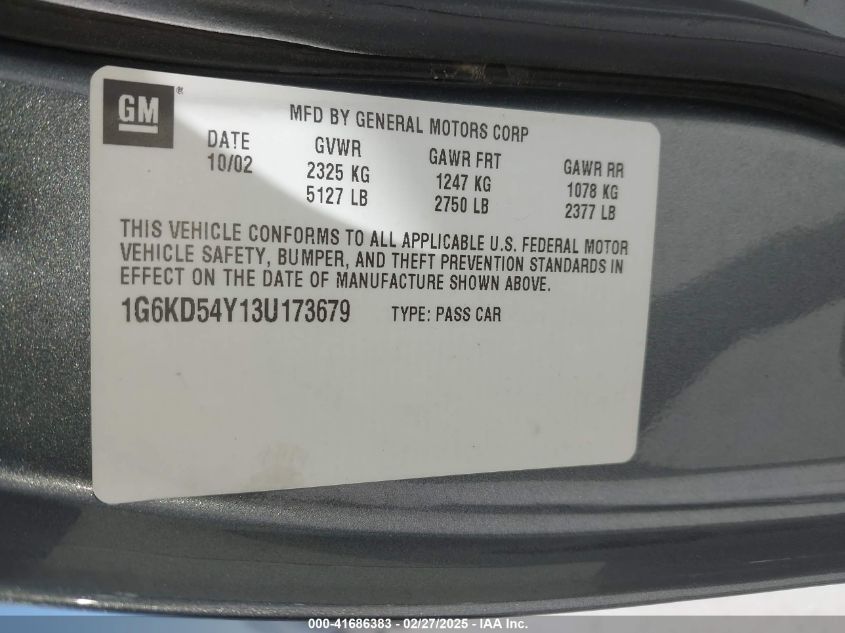 GM®
MFD BY GENERAL MOTORS CORP
DATE GVWR GAWR FRT GAWR RR
10/02 2325 KG 1247 KG 1078 KG
5127 LB 2750 LB 2377 LB
THIS VEHICLE CONFORMS TO ALL APPLICABLE U.S. FEDERAL MOTOR
VEHICLE SAFETY, BUMPER, AND THEFT PREVENTION STANDARDS IN
EFFECT ON THE DATE OF MANUFACTURE SHOWN ABOVE.
1G6KD54Y13U173679 TYPE: PASS CAR
000-41686383 / 02/27/2025 - IAA Inc.